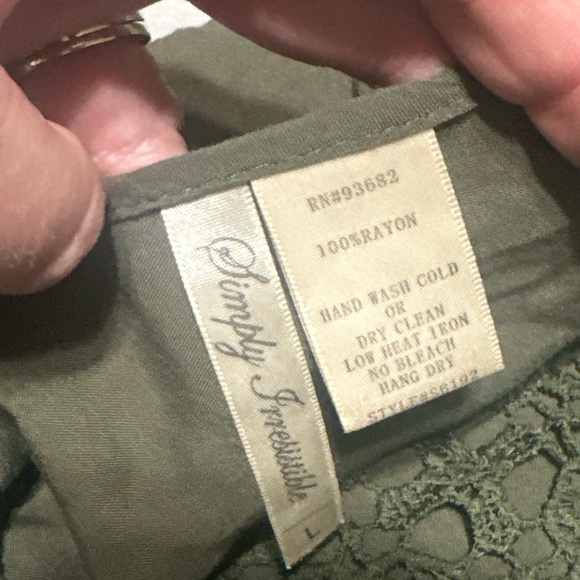 Simply Irresistible
L
RN#93682
100%RAYON
HAND WASH COLD
OR
DRY CLEAN
LOW HEAT IRON
NO BLEACH
HANG DRY